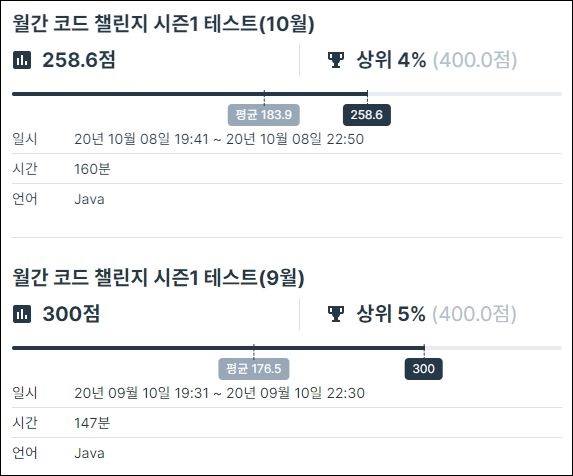 월간 코드 챌린지 시즌1 테스트(10월)
258.6점 상위 4% (400.0점)
평균 183.9 258.6
일시 20년 10월 08일 19:41 ~ 20년 10월 08일 22:50
시간 160분
언어 Java
월간 코드 챌린지 시즌1 테스트(9월)
300점 상위 5% (400.0점)
평균 176.5 300
일시 20년 09월 10일 19:31 ~ 20년 09월 10일 22:30
시간 147분
언어 Java